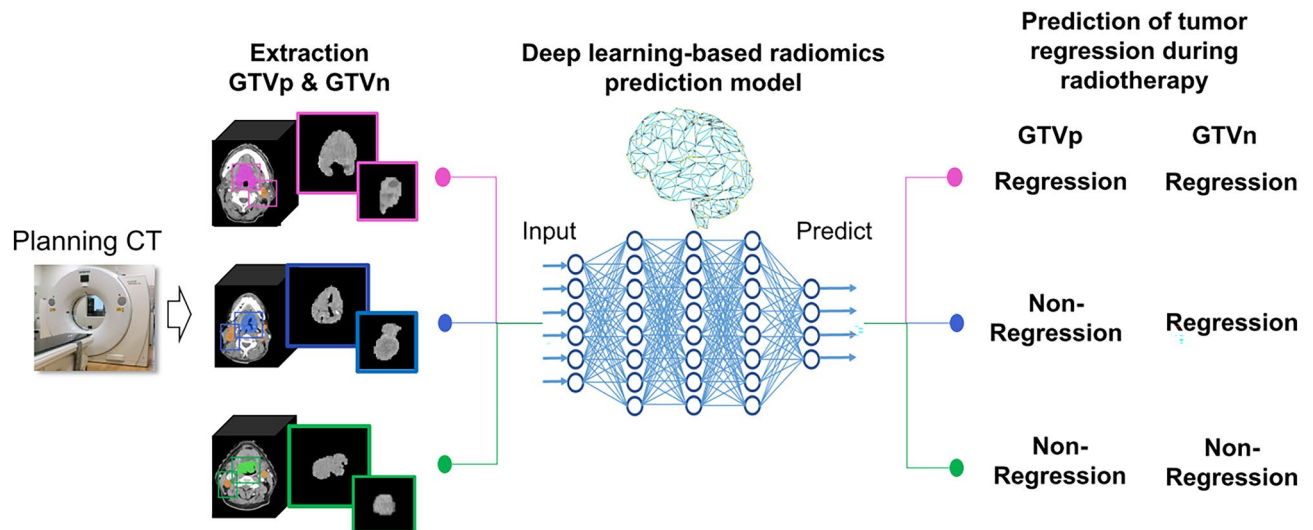 Extraction
GTVp & GTVn
Deep learning-based radiomics
prediction model
Prediction of tumor
regression during
radiotherapy
GTVp
GTVn
Regression
Regression
Planning CT
Input
Predict
Non-
Regression
Regression
Non-
Regression
Non-
Regression